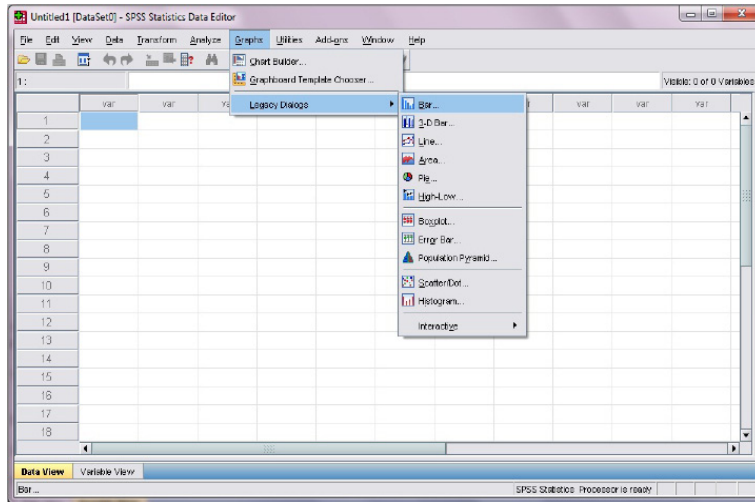 Untitled1 [DataSet0] - SPSS Statistics Data Editor
File Edit View Data Transform Analyze Graphs Utilities Add-ons Window Help
Chart Builder...
Graphboard Template Chooser...
1 : Visible: 0 of 0 Variables
Legacy Dialogs
var var var var var
Bar...
3-D Bar...
Line...
Area...
Pie...
High-Low...
Boxplot...
Error Bar...
Population Pyramid...
Scatter/Dot...
Histogram...
Interactive
1
2
3
4
5
6
7
8
9
10
11
12
13
14
15
16
17
18
Data View Variable View
Bar... SPSS Statistics Processor is ready